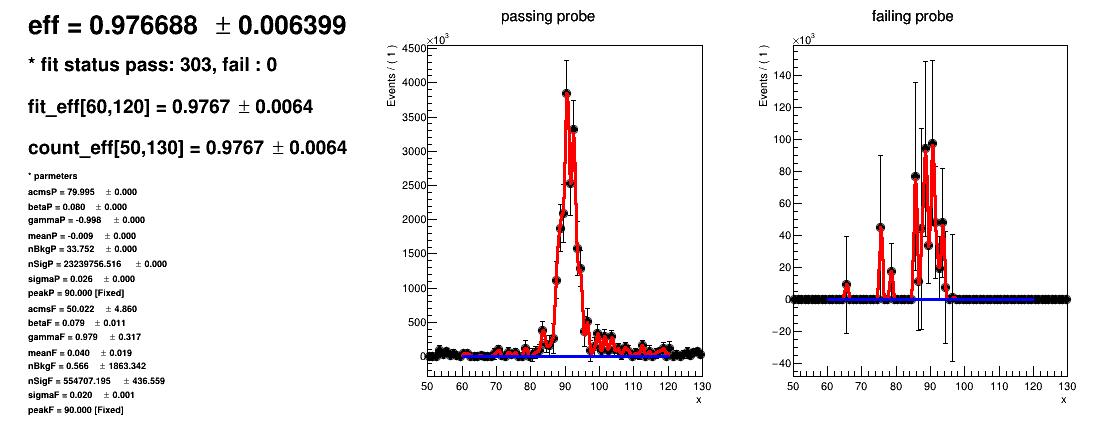 eff = 0.976688 ± 0.006399
* fit status pass: 303, fail : 0
fit_eff[60,120] = 0.9767 ± 0.0064
count_eff[50,130] = 0.9767 ± 0.0064
* parmeters
acmsP = 79.995 ± 0.000
betaP = 0.080 ± 0.000
gammaP = -0.998 ± 0.000
meanP = -0.009 ± 0.000
nBkgP = 33.752 ± 0.000
nSigP = 23239756.516 ± 0.000
sigmaP = 0.026 ± 0.000
peakP = 90.000 [Fixed]
acmsF = 50.022 ± 4.860
betaF = 0.079 ± 0.011
gammaF = 0.979 ± 0.317
meanF = 0.040 ± 0.019
nBkgF = 0.566 ± 1863.342
nSigF = 554707.195 ± 436.559
sigmaF = 0.020 ± 0.001
peakF = 90.000 [Fixed]
passing probe
×10³
Events / ( 1 )
4500
4000
3500
3000
2500
2000
1500
1000
500
0
50 60 70 80 90 100 110 120 130
x
failing probe
×10³
Events / ( 1 )
140
120
100
80
60
40
20
0
−20
−40
50 60 70 80 90 100 110 120 130
x